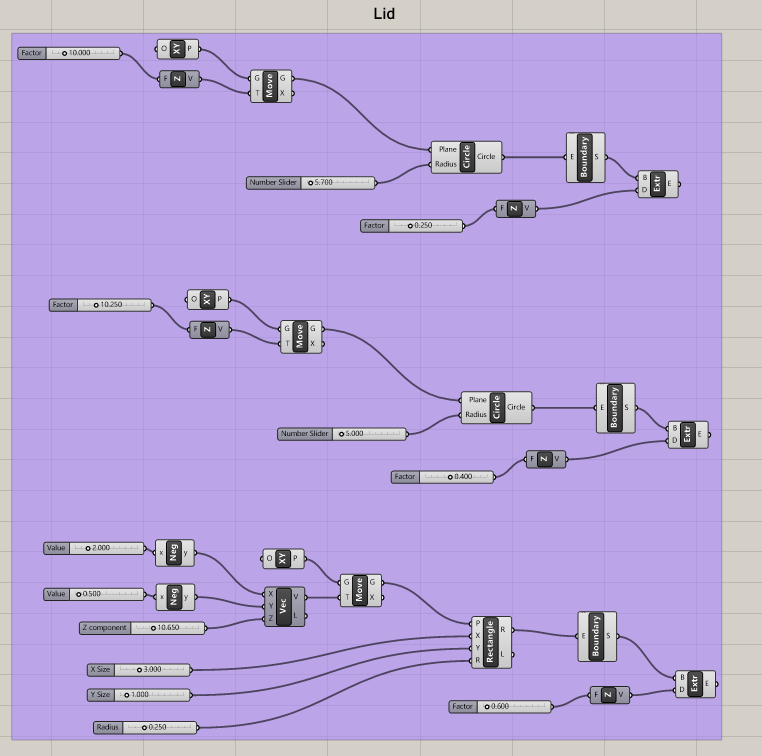 Lid
Factor 10.000
O XY P
F Z V
G Move G
T X
Plane Circle Circle
Radius
Number Slider 5.700
E Boundary S
B Extr E
D
Factor 0.250
F Z V
Factor 10.250
O XY P
F Z V
G Move G
T X
Plane Circle Circle
Radius
Number Slider 5.000
E Boundary S
B Extr E
D
Factor 0.400
F Z V
Value 2.000
x Neg y
O XY P
Value 0.500
x Neg y
X Vec V
Y
Z L
G Move G
T X
Z component 10.650
P Rectangle R
X
Y L
R
E Boundary S
X Size 3.000
Y Size 1.000
Radius 0.250
B Extr E
D
Factor 0.600
F Z V